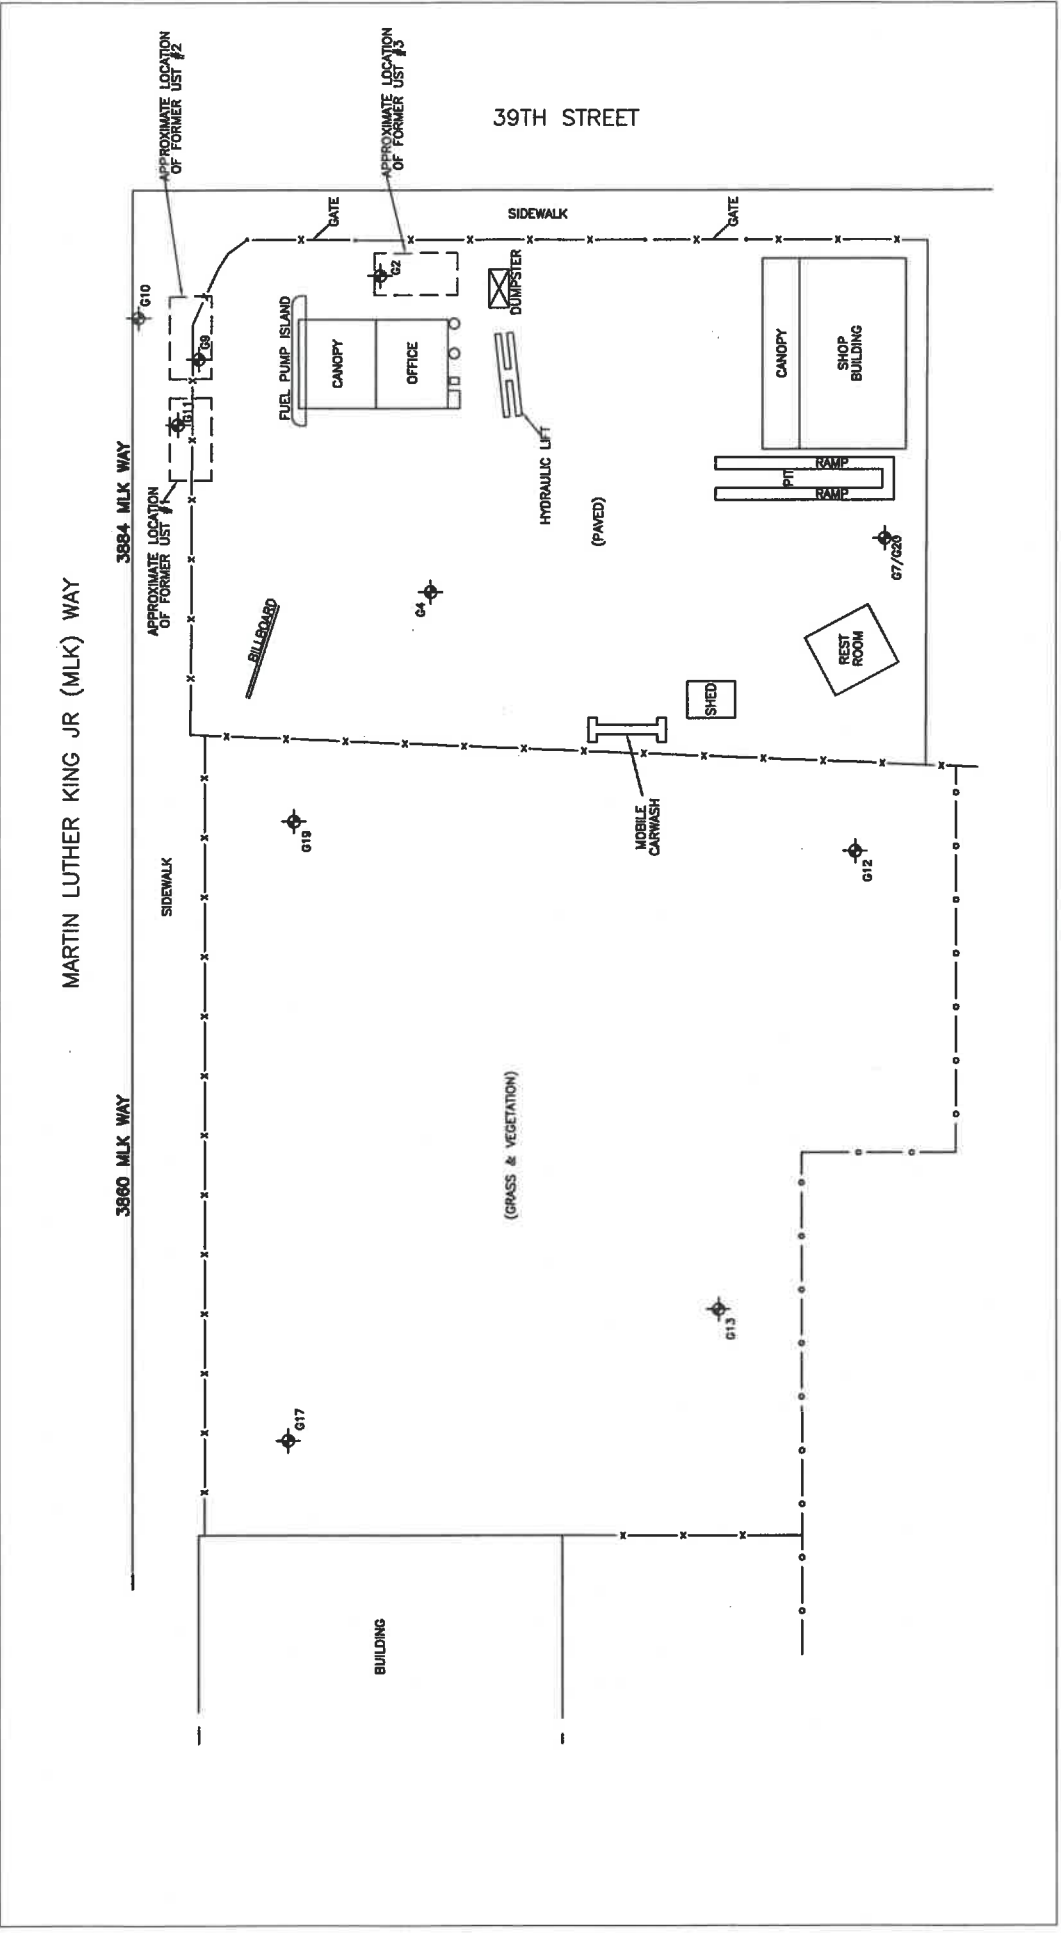 MARTIN LUTHER KING JR (MLK) WAY
3860 MLK WAY
3884 MLK WAY
SIDEWALK
APPROXIMATE LOCATION
OF FORMER UST #1
APPROXIMATE LOCATION
OF FORMER UST #2
APPROXIMATE LOCATION
OF FORMER UST #3
39TH STREET
SIDEWALK
GATE
GATE
G10
G9
G11
G2
FUEL PUMP ISLAND
CANOPY
OFFICE
DUMPSTER
HYDRAULIC LIFT
(PAVED)
CANOPY
SHOP
BUILDING
RAMP
PIT
RAMP
G7/G20
G4
BILLBOARD
REST
ROOM
SHED
MOBILE
CARWASH
G19
G12
(GRASS & VEGETATION)
G13
G17
BUILDING